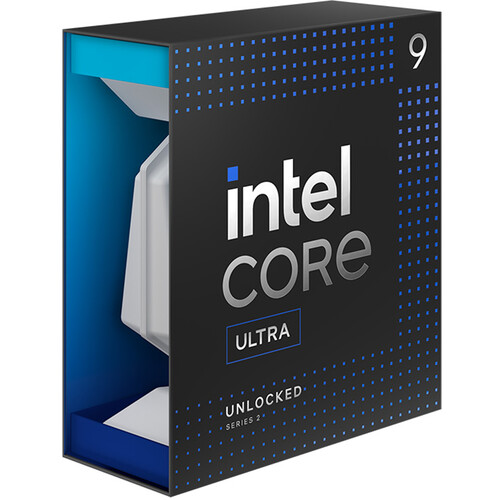 9
intel
CORE
ULTRA
UNLOCKED
SERIES 2